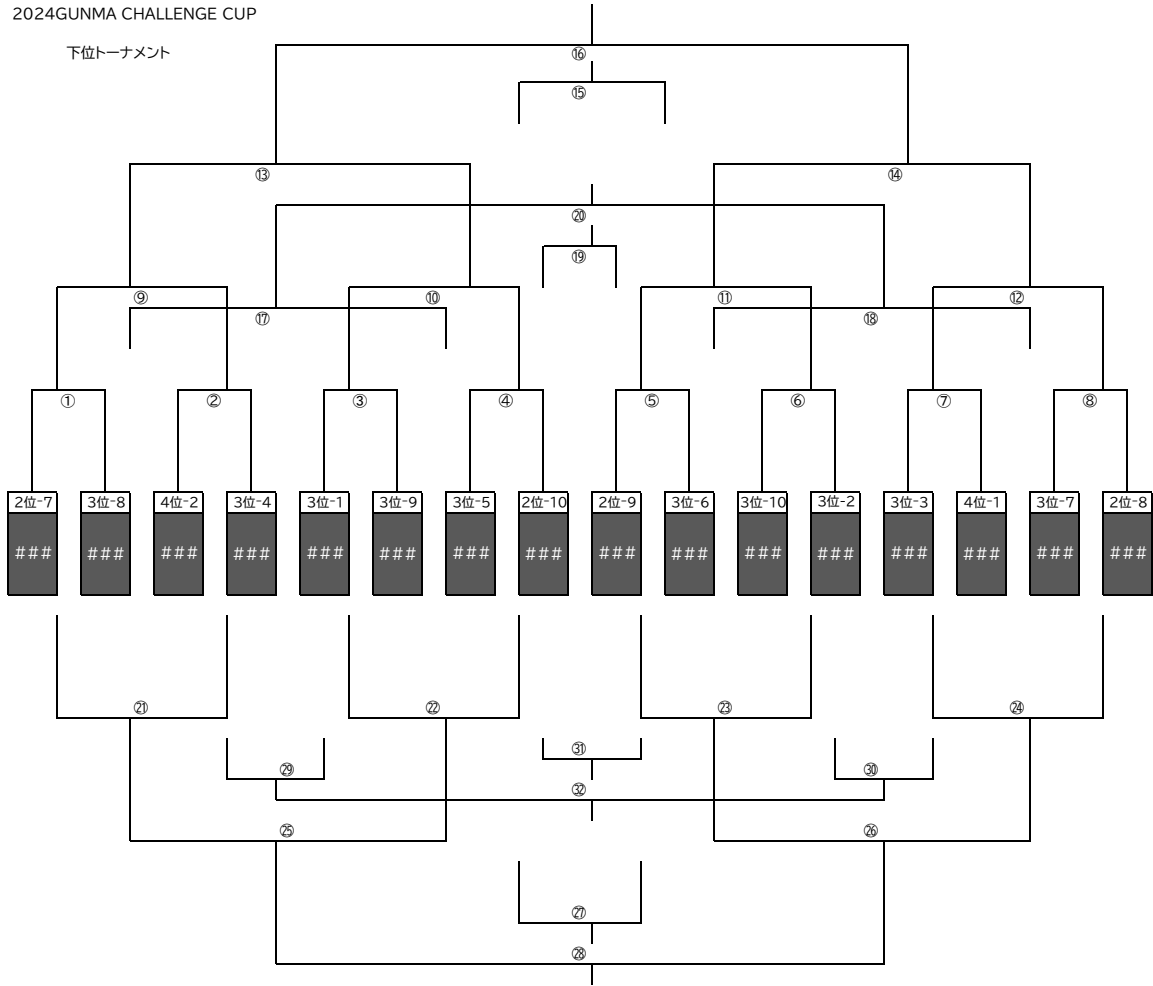 2024GUNMA CHALLENGE CUP
下位トーナメント
⑯
⑮
⑬ ⑭
⑳
⑲
⑨ ⑩ ⑪ ⑫
⑰ ⑱
① ② ③ ④ ⑤ ⑥ ⑦ ⑧
2位-7 3位-8 4位-2 3位-4 3位-1 3位-9 3位-5 2位-10 2位-9 3位-6 3位-10 3位-2 3位-3 4位-1 3位-7 2位-8
### ### ### ### ### ### ### ### ### ### ### ### ### ### ### ###
㉑ ㉒ ㉓ ㉔
㉛
㉙ ㉚
㉜
㉕ ㉖
㉗
㉘